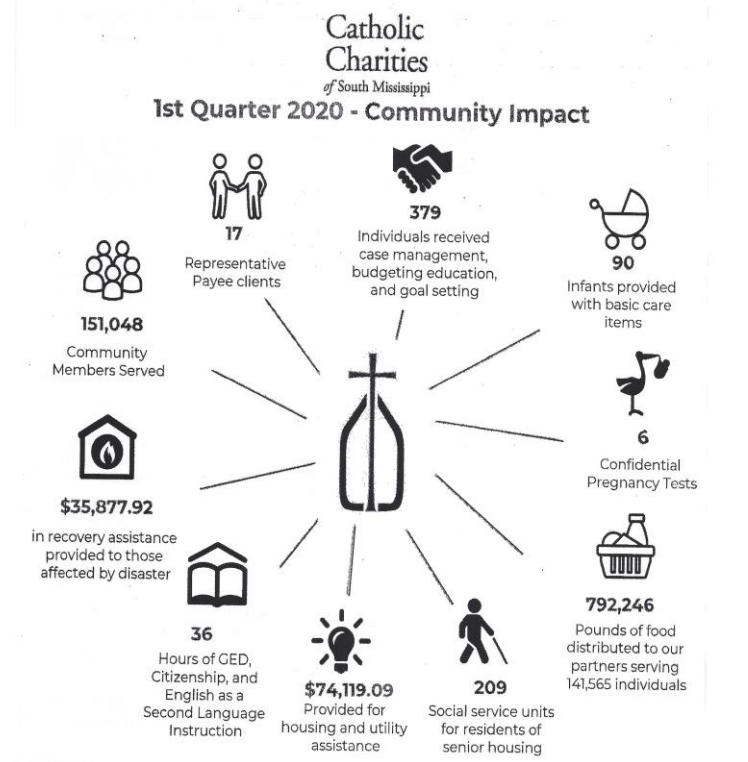 Catholic
Charities
of South Mississippi
1st Quarter 2020 - Community Impact
17
Representative
Payee clients
379
Individuals received
case management,
budgeting education,
and goal setting
90
Infants provided
with basic care
items
151,048
Community
Members Served
6
Confidential
Pregnancy Tests
$35,877.92
in recovery assistance
provided to those
affected by disaster
792,246
Pounds of food
distributed to our
partners serving
141,565 individuals
36
Hours of GED,
Citizenship, and
English as a
Second Language
Instruction
$74,119.09
Provided for
housing and utility
assistance
209
Social service units
for residents of
senior housing